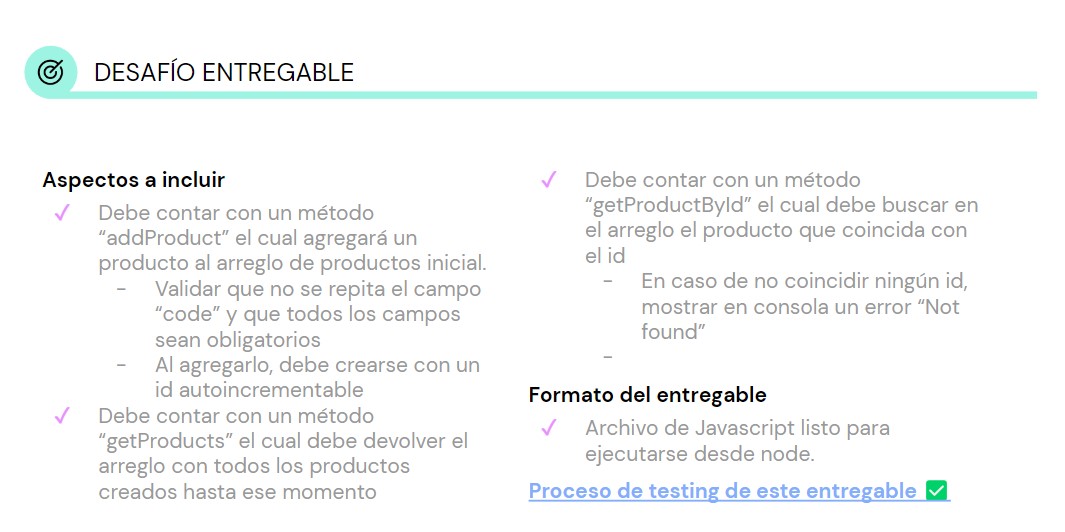 DESAFÍO ENTREGABLE
Aspectos a incluir
✓ Debe contar con un método
“addProduct” el cual agregará un
producto al arreglo de productos inicial.
- Validar que no se repita el campo
“code” y que todos los campos
sean obligatorios
- Al agregarlo, debe crearse con un
id autoincrementable
✓ Debe contar con un método
“getProducts” el cual debe devolver el
arreglo con todos los productos
creados hasta ese momento
✓ Debe contar con un método
“getProductById” el cual debe buscar en
el arreglo el producto que coincida con
el id
- En caso de no coincidir ningún id,
mostrar en consola un error “Not
found”
-
Formato del entregable
✓ Archivo de Javascript listo para
ejecutarse desde node.
Proceso de testing de este entregable ✅